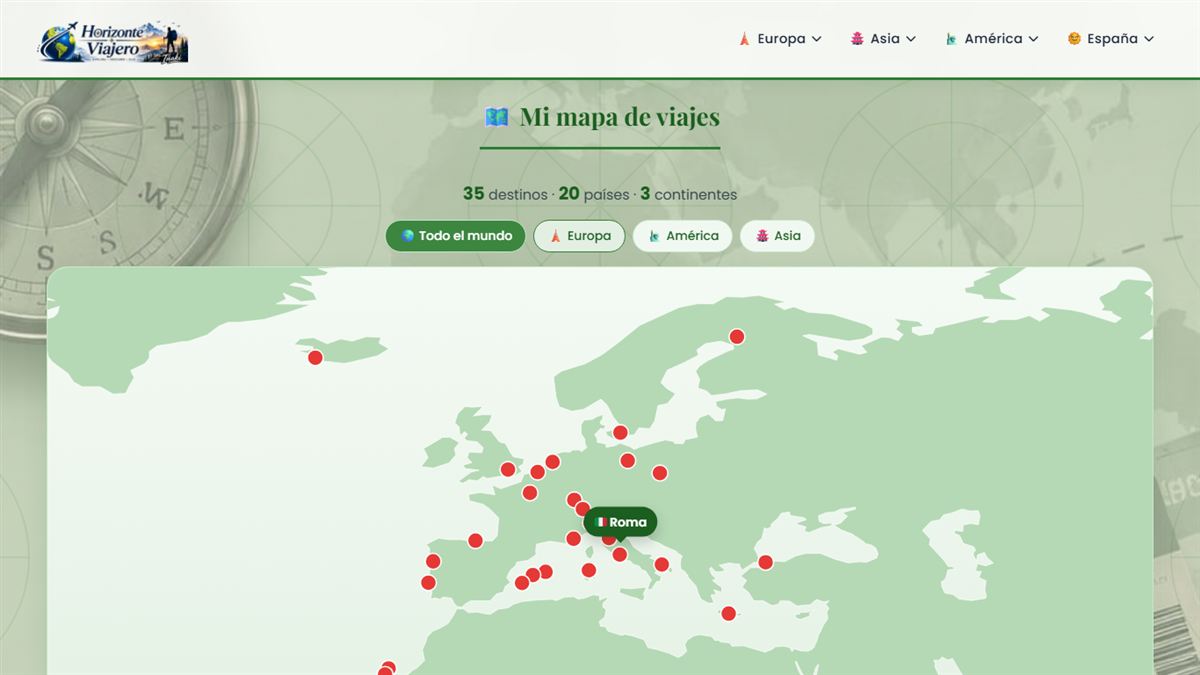 Horizonte
Viajero
Europa
Asia
América
España
Mi mapa de viajes
35 destinos · 20 países · 3 continentes
Todo el mundo
Europa
América
Asia
Roma
E
S
S